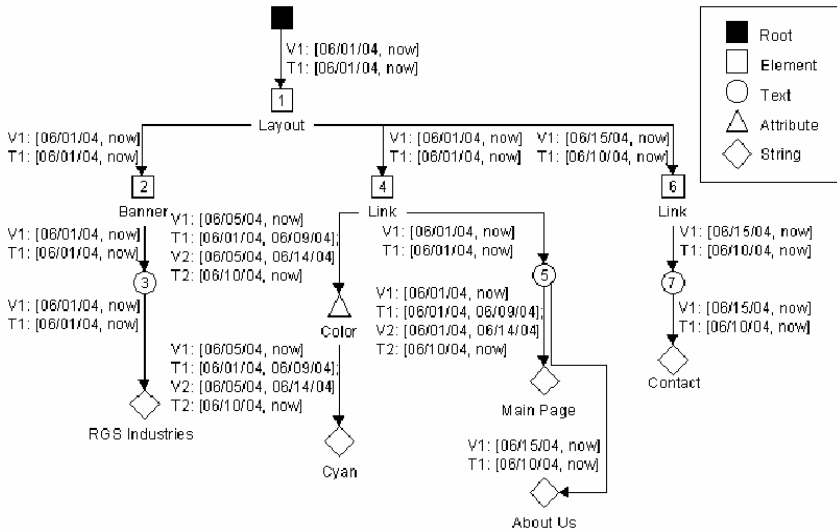 V1: [06/01/04, now]
T1: [06/01/04, now]
Root
Element
Text
Attribute
String
1
Layout
V1: [06/01/04, now]
T1: [06/01/04, now]
V1: [06/01/04, now]
T1: [06/01/04, now]
V1: [06/15/04, now]
T1: [06/10/04, now]
2
Banner
4
Link
6
Link
V1: [06/01/04, now]
T1: [06/01/04, now]
V1: [06/05/04, now]
T1: [06/01/04, 06/09/04];
V2: [06/05/04, 06/14/04]
T2: [06/10/04, now]
V1: [06/01/04, now]
T1: [06/01/04, now]
V1: [06/15/04, now]
T1: [06/10/04, now]
3
5
7
V1: [06/01/04, now]
T1: [06/01/04, now]
Color
V1: [06/01/04, now]
T1: [06/01/04, 06/09/04];
V2: [06/01/04, 06/14/04]
T2: [06/10/04, now]
V1: [06/15/04, now]
T1: [06/10/04, now]
V1: [06/05/04, now]
T1: [06/01/04, 06/09/04];
V2: [06/05/04, 06/14/04]
T2: [06/10/04, now]
RGS Industries
Cyan
Main Page
Contact
V1: [06/15/04, now]
T1: [06/10/04, now]
About Us